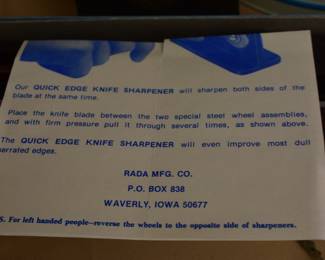 Our QUICK EDGE KNIFE SHARPENER will sharpen both sides of the
blade at the same time.
Place the knife blade between the two special steel wheel assemblies,
and with firm pressure pull it through several times, as shown above.
The QUICK EDGE KNIFE SHARPENER will even improve most dull
serrated edges.
RADA MFG. CO.
P.O. BOX 838
WAVERLY, IOWA 50677
S. For left handed people—reverse the wheels to the opposite side of sharpeners.